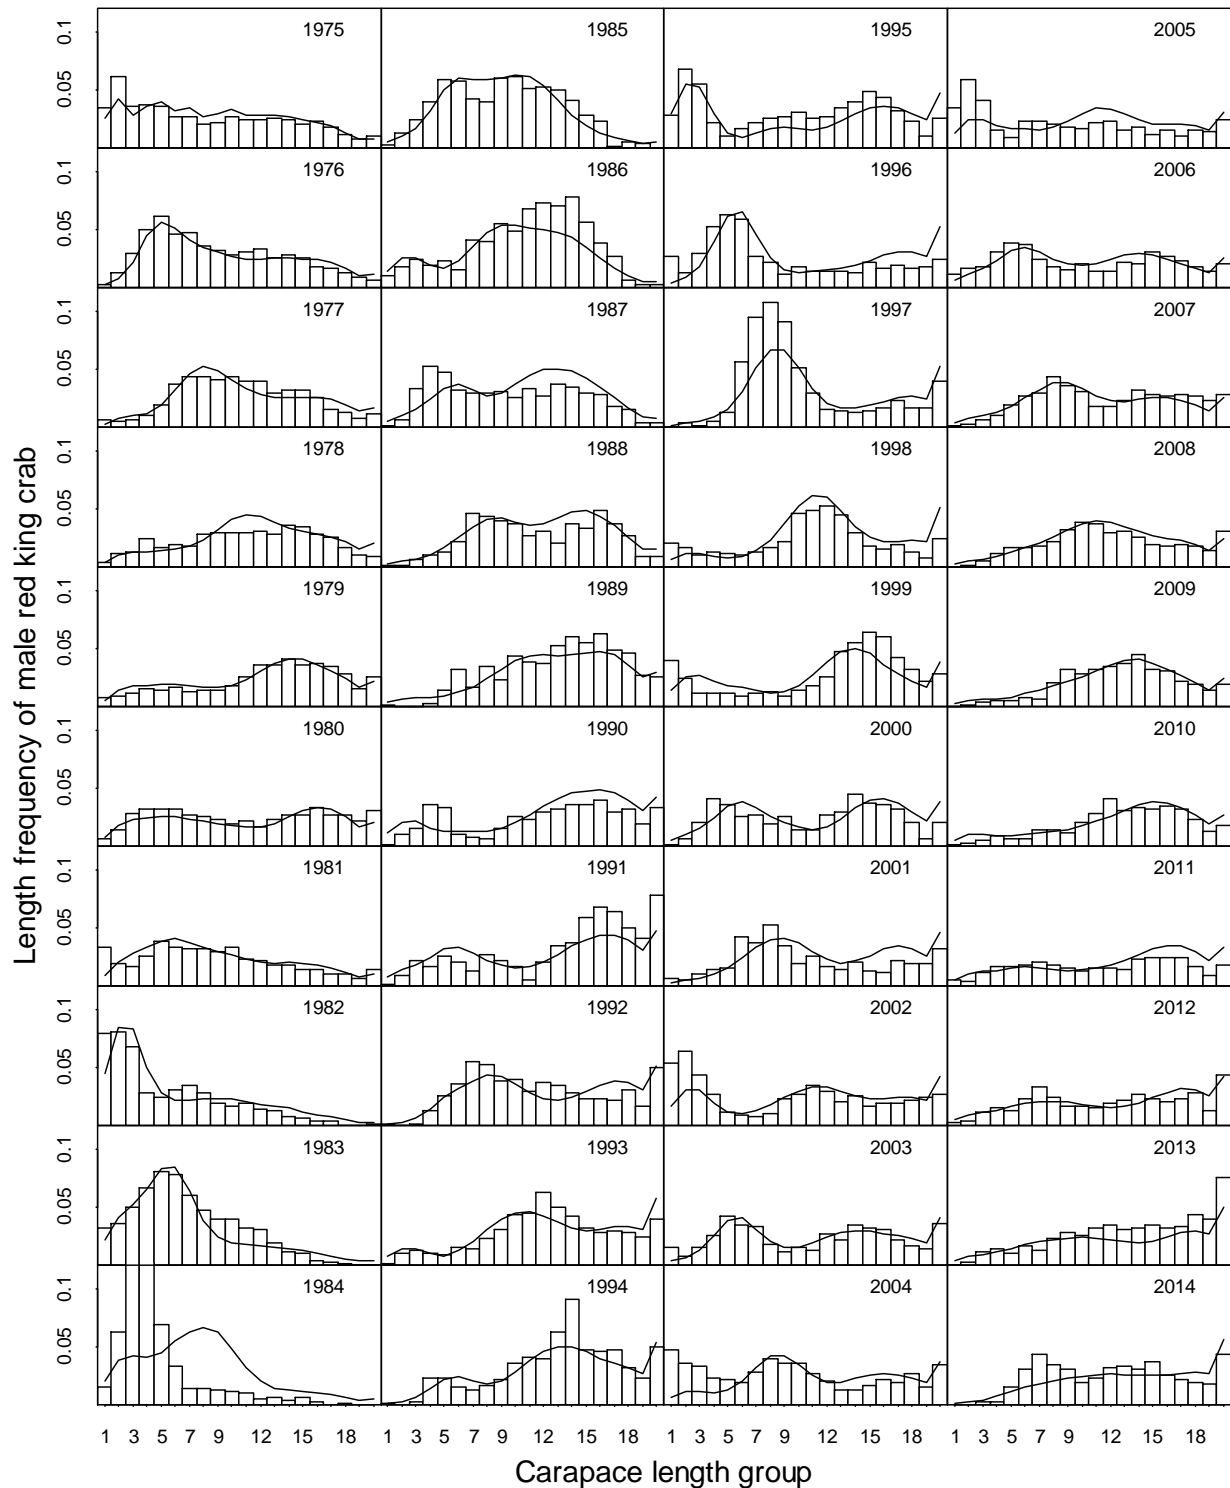 Length frequency of male red king crab
0.1 1975 1985 1995 2005
0.05
0.1 1976 1986 1996 2006
0.05
0.1 1977 1987 1997 2007
0.05
0.1 1978 1988 1998 2008
0.05
0.1 1979 1989 1999 2009
0.05
0.1 1980 1990 2000 2010
0.05
0.1 1981 1991 2001 2011
0.05
0.1 1982 1992 2002 2012
0.05
0.1 1983 1993 2003 2013
0.05
0.1 1984 1994 2004 2014
0.05
1 3 5 7 9 12 15 18 1 3 5 7 9 12 15 18 1 3 5 7 9 12 15 18 1 3 5 7 9 12 15 18
Carapace length group